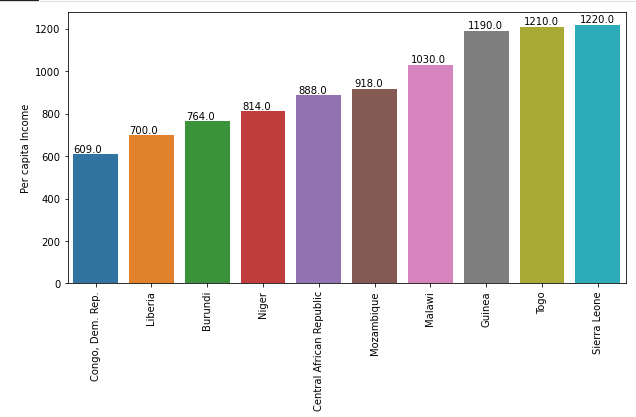 Per capita Income
1200
1000
800
600
400
200
0
609.0
700.0
764.0
814.0
888.0
918.0
1030.0
1190.0
1210.0
1220.0
Congo, Dem. Rep.
Liberia
Burundi
Niger
Central African Republic
Mozambique
Malawi
Guinea
Togo
Sierra Leone